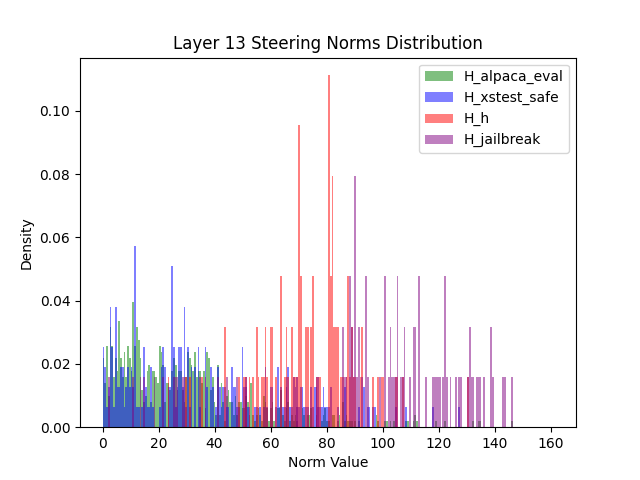 Layer 13 Steering Norms Distribution
H_alpaca_eval
H_xstest_safe
H_h
H_jailbreak
0.10
0.08
0.06
0.04
0.02
0.00
Density
0 20 40 60 80 100 120 140 160
Norm Value